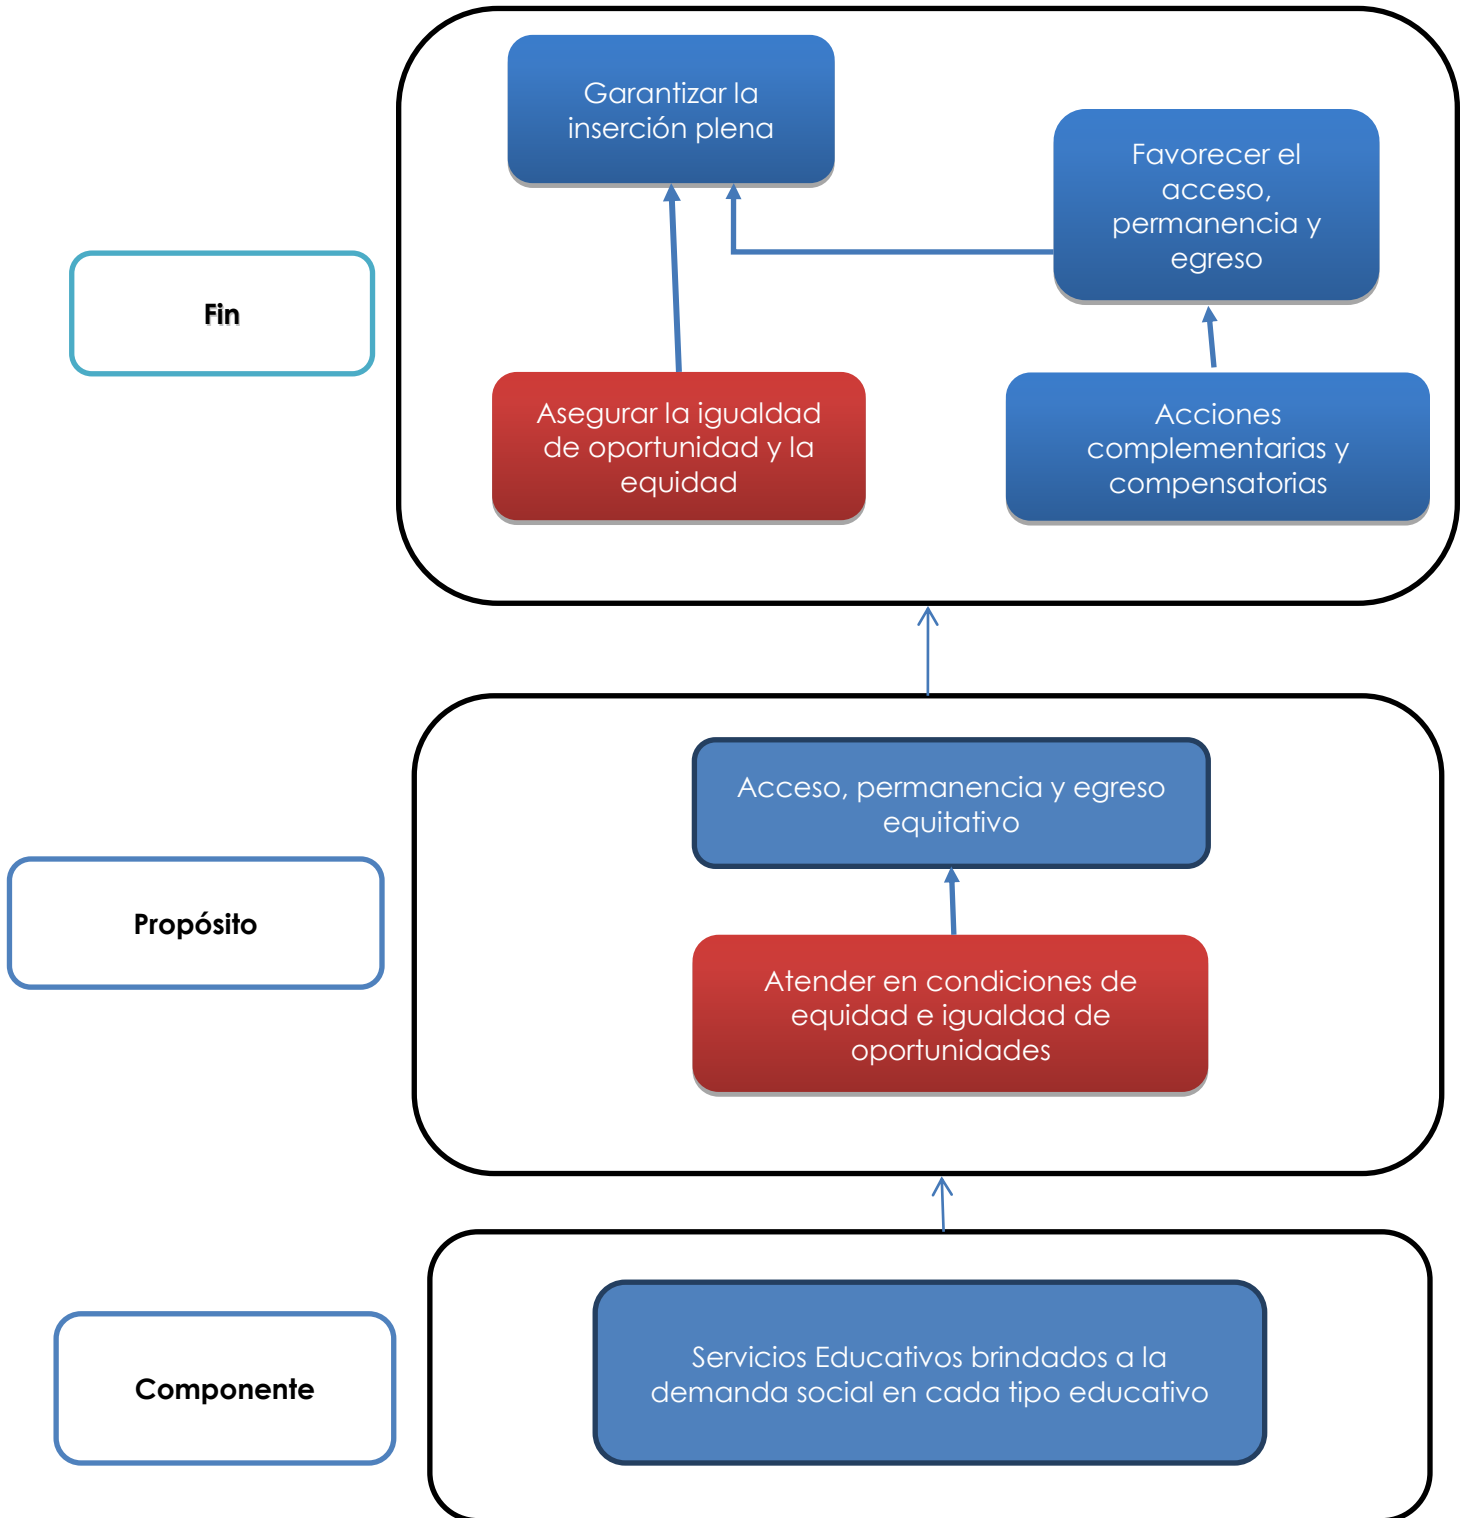 Garantizar la
inserción plena
Favorecer el
acceso,
permanencia y
egreso
Fin
Asegurar la igualdad
de oportunidad y la
equidad
Acciones
complementarias y
compensatorias
Acceso, permanencia y egreso
equitativo
Propósito
Atender en condiciones de
equidad e igualdad de
oportunidades
Servicios Educativos brindados a la
demanda social en cada tipo educativo
Componente